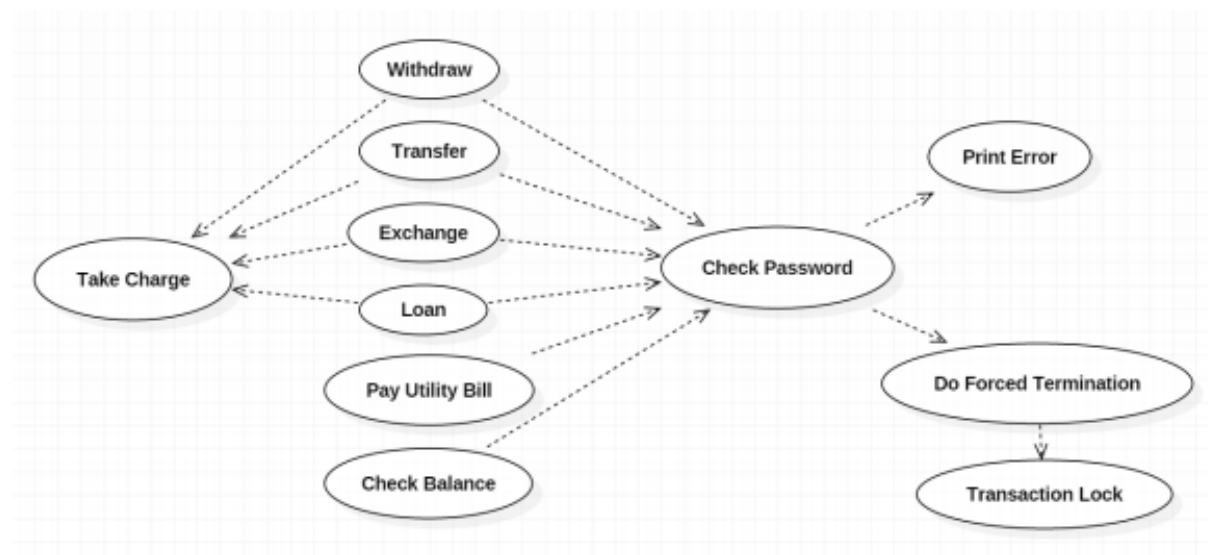 Withdraw
Transfer
Print Error
Exchange
Check Password
Take Charge
Loan
Pay Utility Bill
Do Forced Termination
Check Balance
Transaction Lock